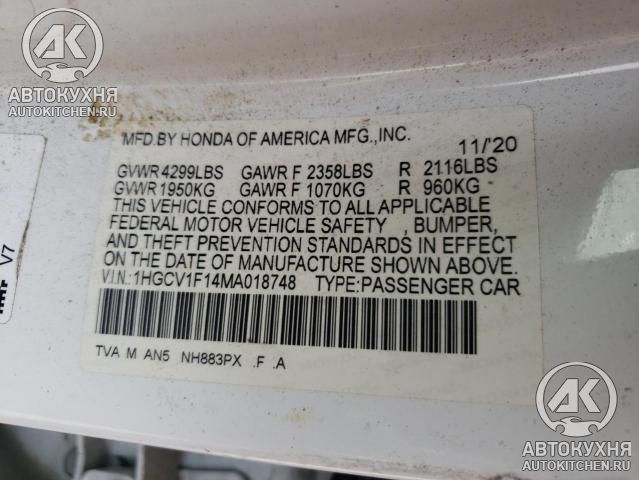 АК
АВТОКУХНЯ
AUTOKITCHEN.RU
MFD.BY HONDA OF AMERICA MFG.,INC. 11/'20
GVWR 4299LBS GAWR F 2358LBS R 2116LBS
GVWR 1950KG GAWR F 1070KG R 960KG
THIS VEHICLE CONFORMS TO ALL APPLICABLE
FEDERAL MOTOR VEHICLE SAFETY , BUMPER,
AND THEFT PREVENTION STANDARDS IN EFFECT
ON THE DATE OF MANUFACTURE SHOWN ABOVE.
V.I.N.:1HGCV1F14MA018748 TYPE:PASSENGER CAR
TVA M AN5 NH883PX .F .A
V7
АК
АВТОКУХНЯ
AUTOKITCHEN.RU